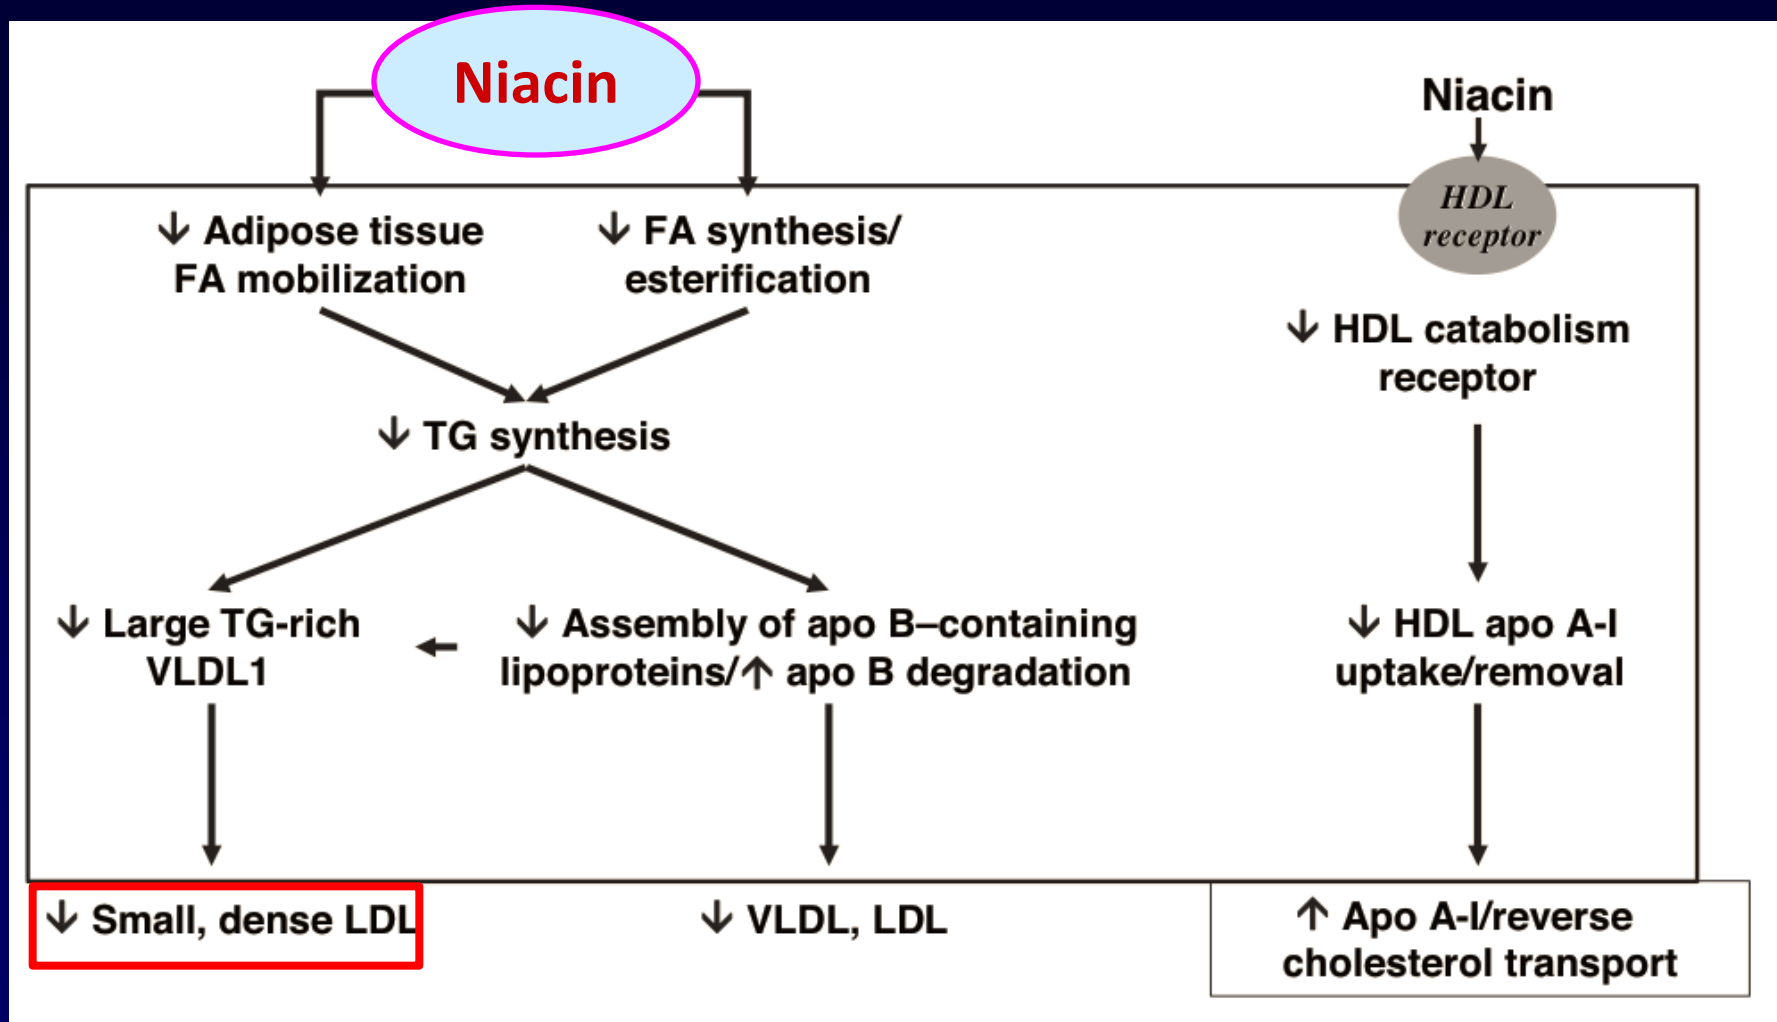 Niacin
Niacin
HDL
receptor
↓ Adipose tissue
FA mobilization
↓ FA synthesis/
esterification
↓ HDL catabolism
receptor
↓ TG synthesis
↓ Large TG-rich
VLDL1
↓ Assembly of apo B–containing
lipoproteins/↑ apo B degradation
↓ HDL apo A-I
uptake/removal
↓ Small, dense LDL
↓ VLDL, LDL
↑ Apo A-I/reverse
cholesterol transport